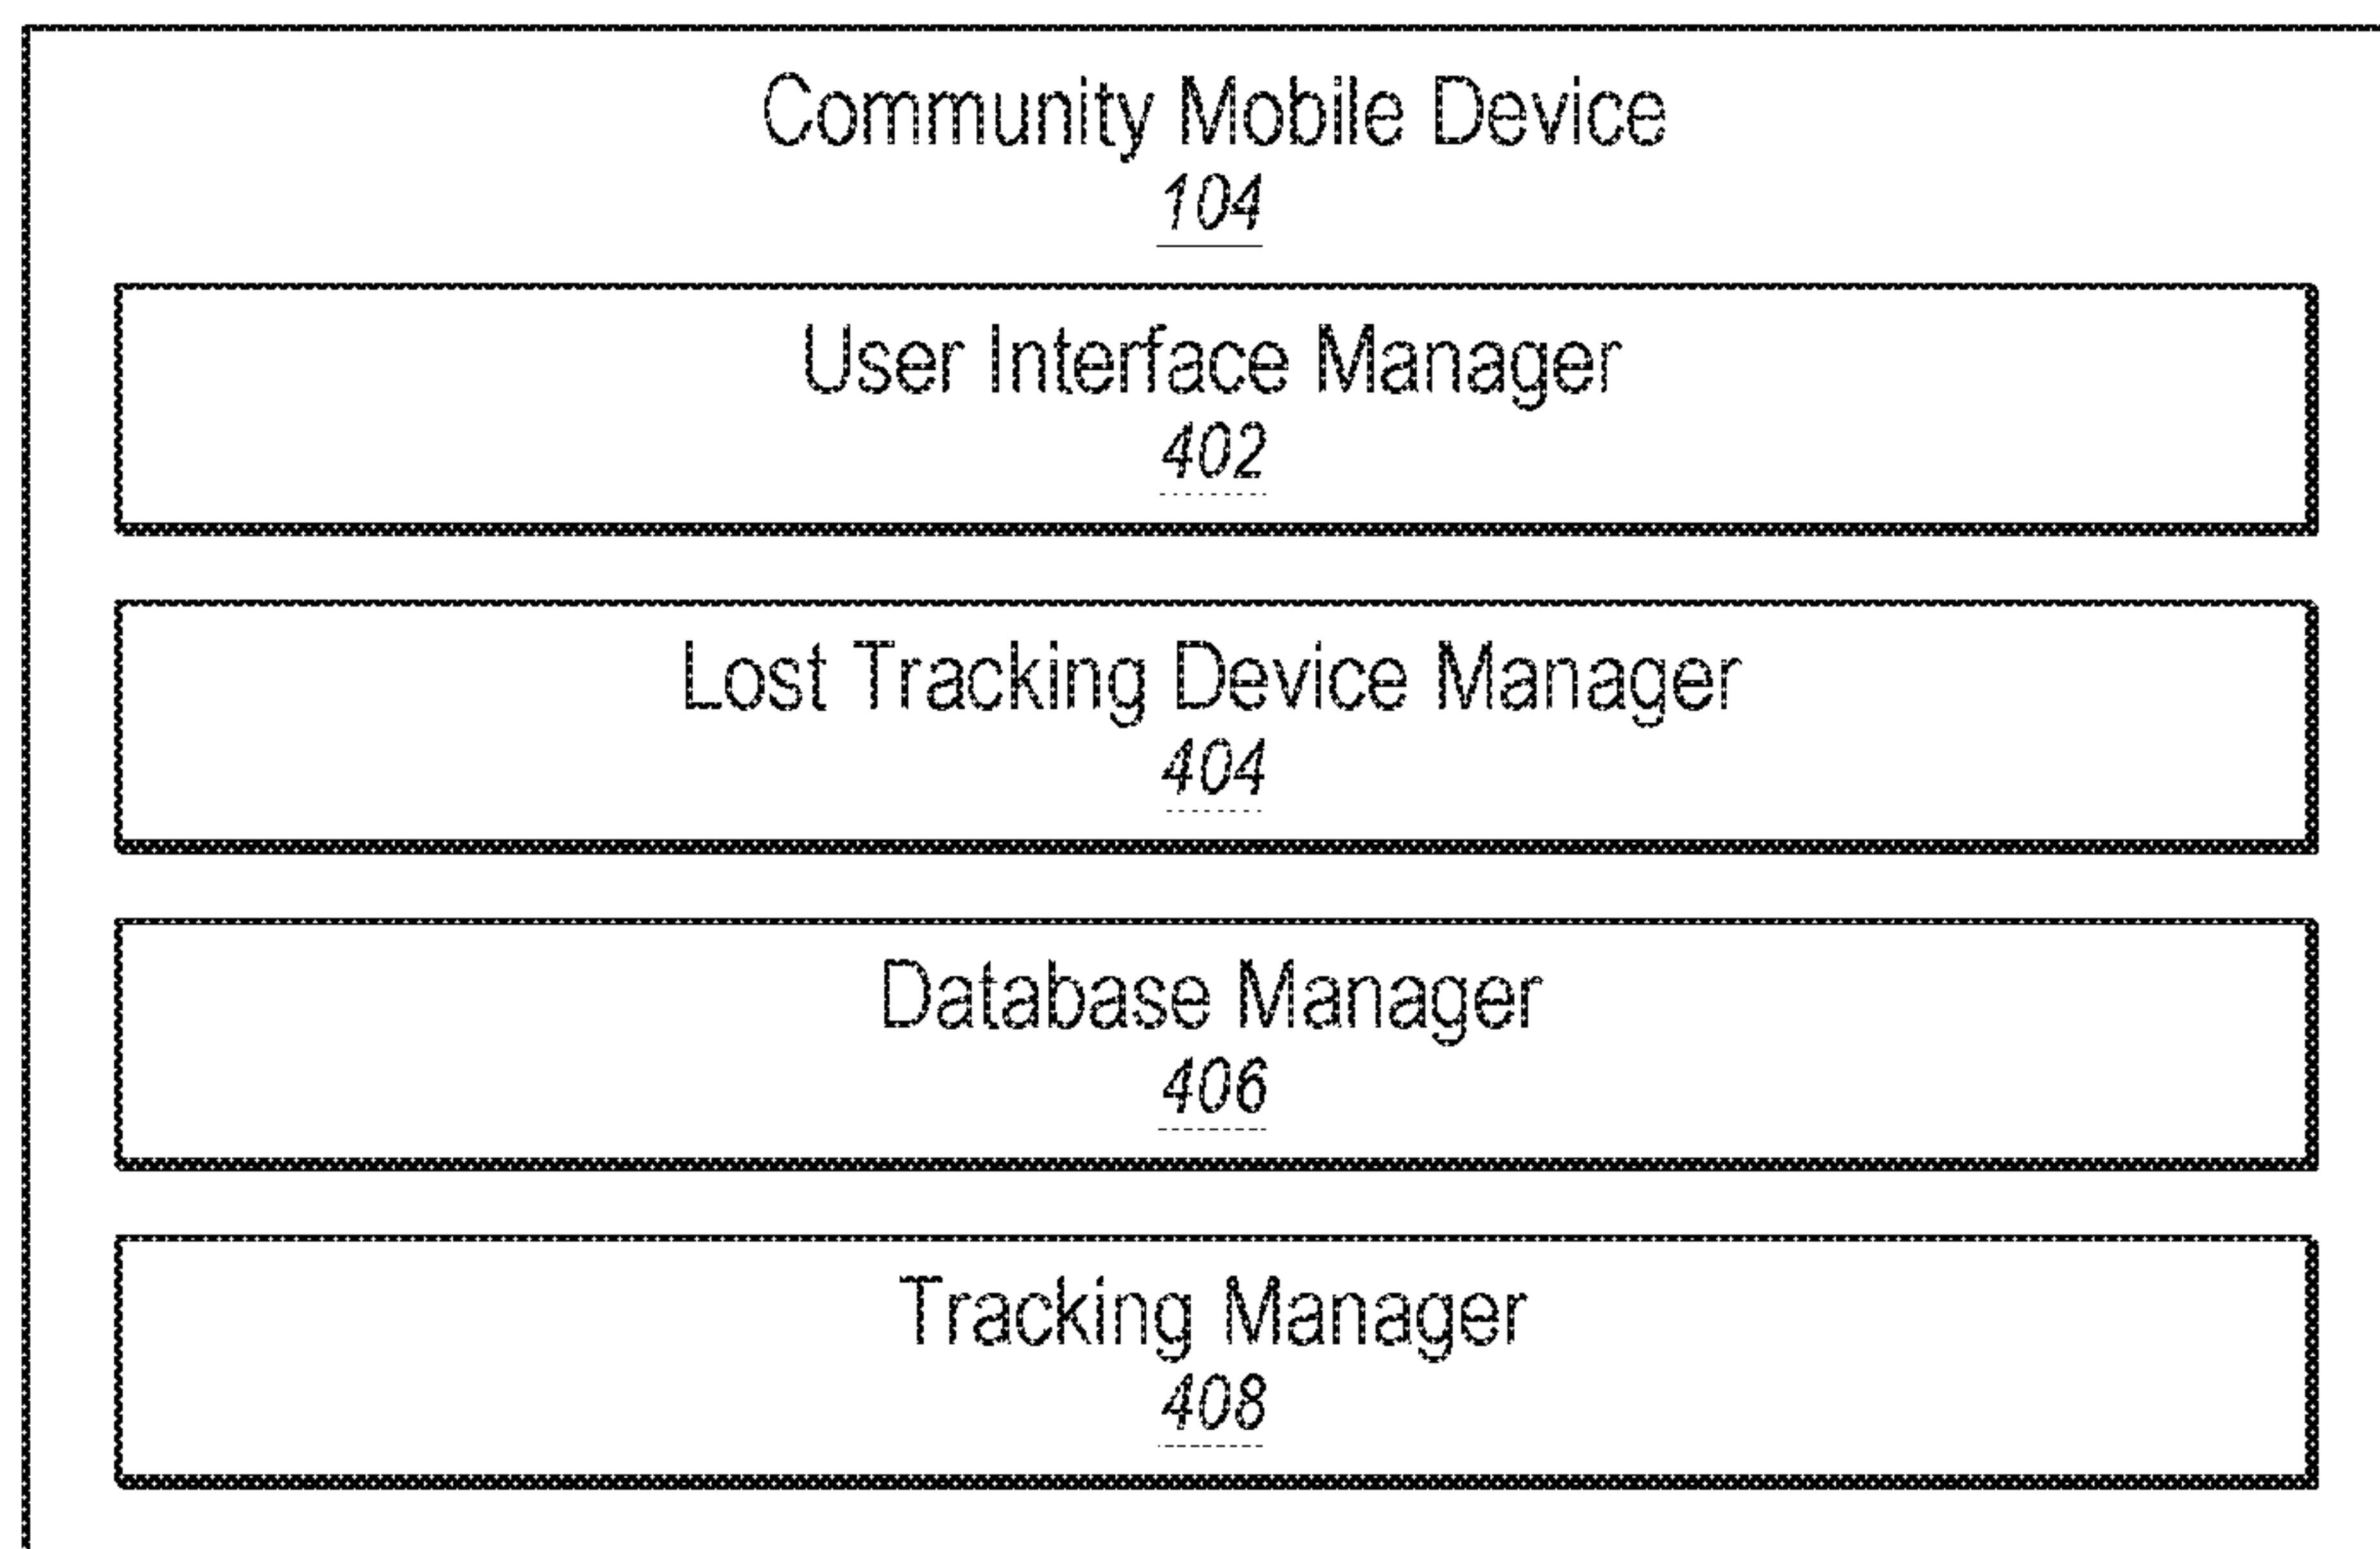 Community Mobile Device
104
User Interface Manager
402
Lost Tracking Device Manager
404
Database Manager
406
Tracking Manager
408